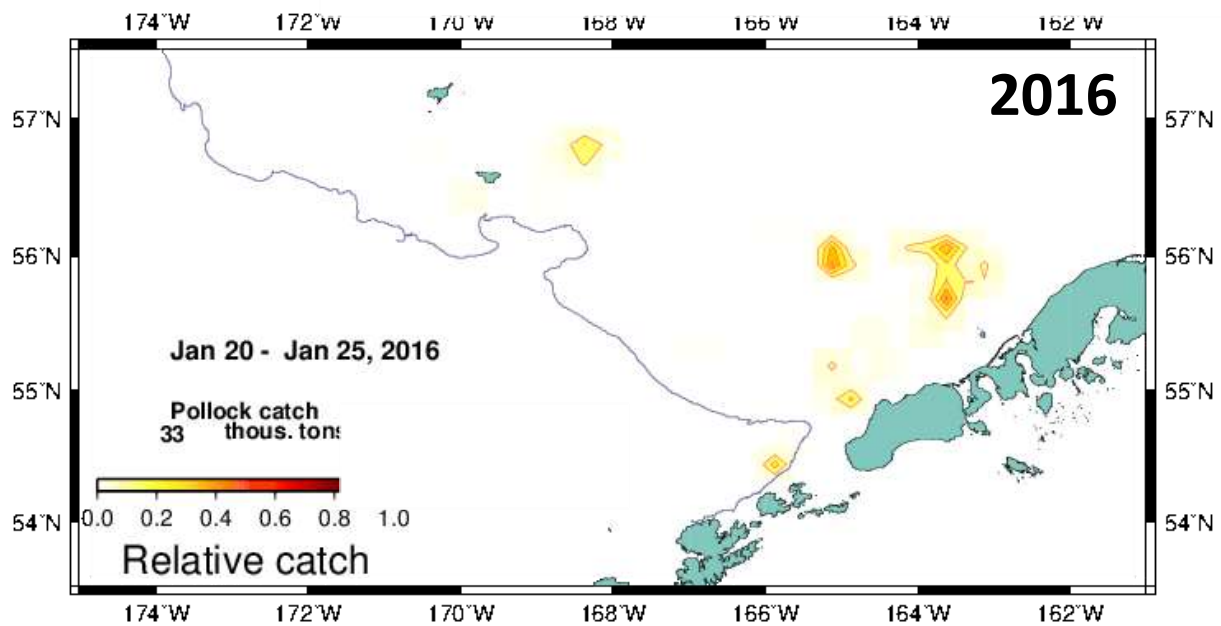 174°W 172°W 170°W 168°W 166°W 164°W 162°W
2016
57°N 57°N
56°N 56°N
Jan 20 - Jan 25, 2016
55°N 55°N
Pollock catch
33 thous. tons
0.0 0.2 0.4 0.6 0.8 1.0
54°N 54°N
Relative catch
174°W 172°W 170°W 168°W 166°W 164°W 162°W